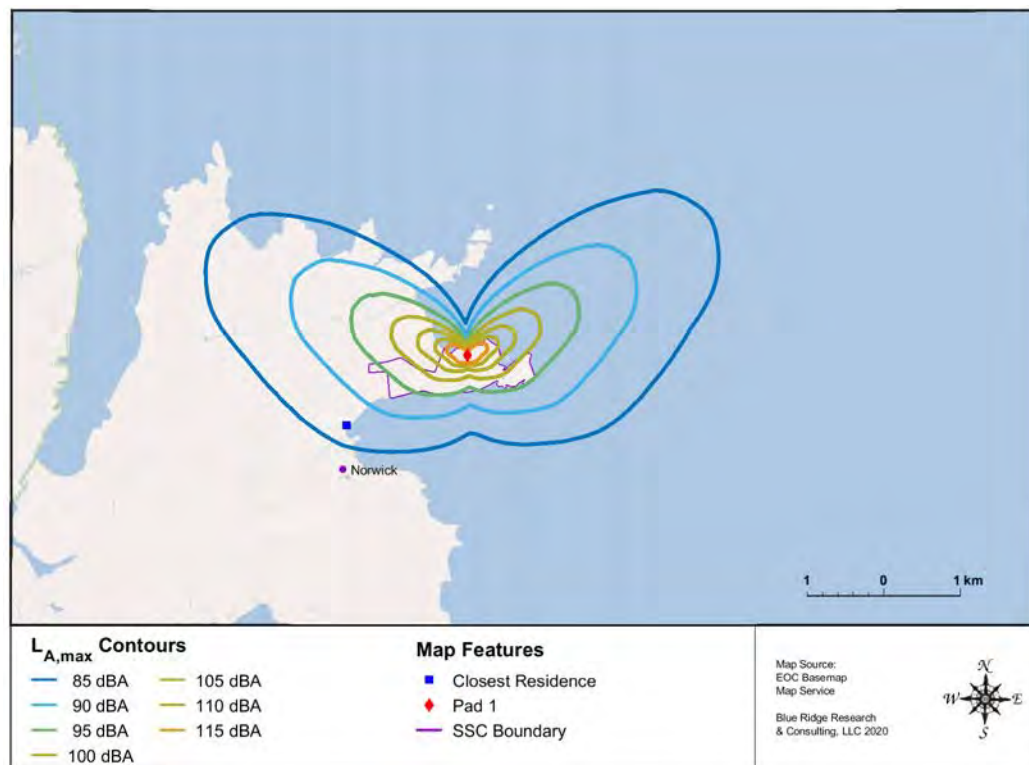 Norwick
1 0 1 km
L A,max Contours
85 dBA
90 dBA
95 dBA
100 dBA
105 dBA
110 dBA
115 dBA
Map Features
Closest Residence
Pad 1
SSC Boundary
Map Source:
EOC Basemap
Map Service
Blue Ridge Research
& Consulting, LLC 2020
N
W E
S